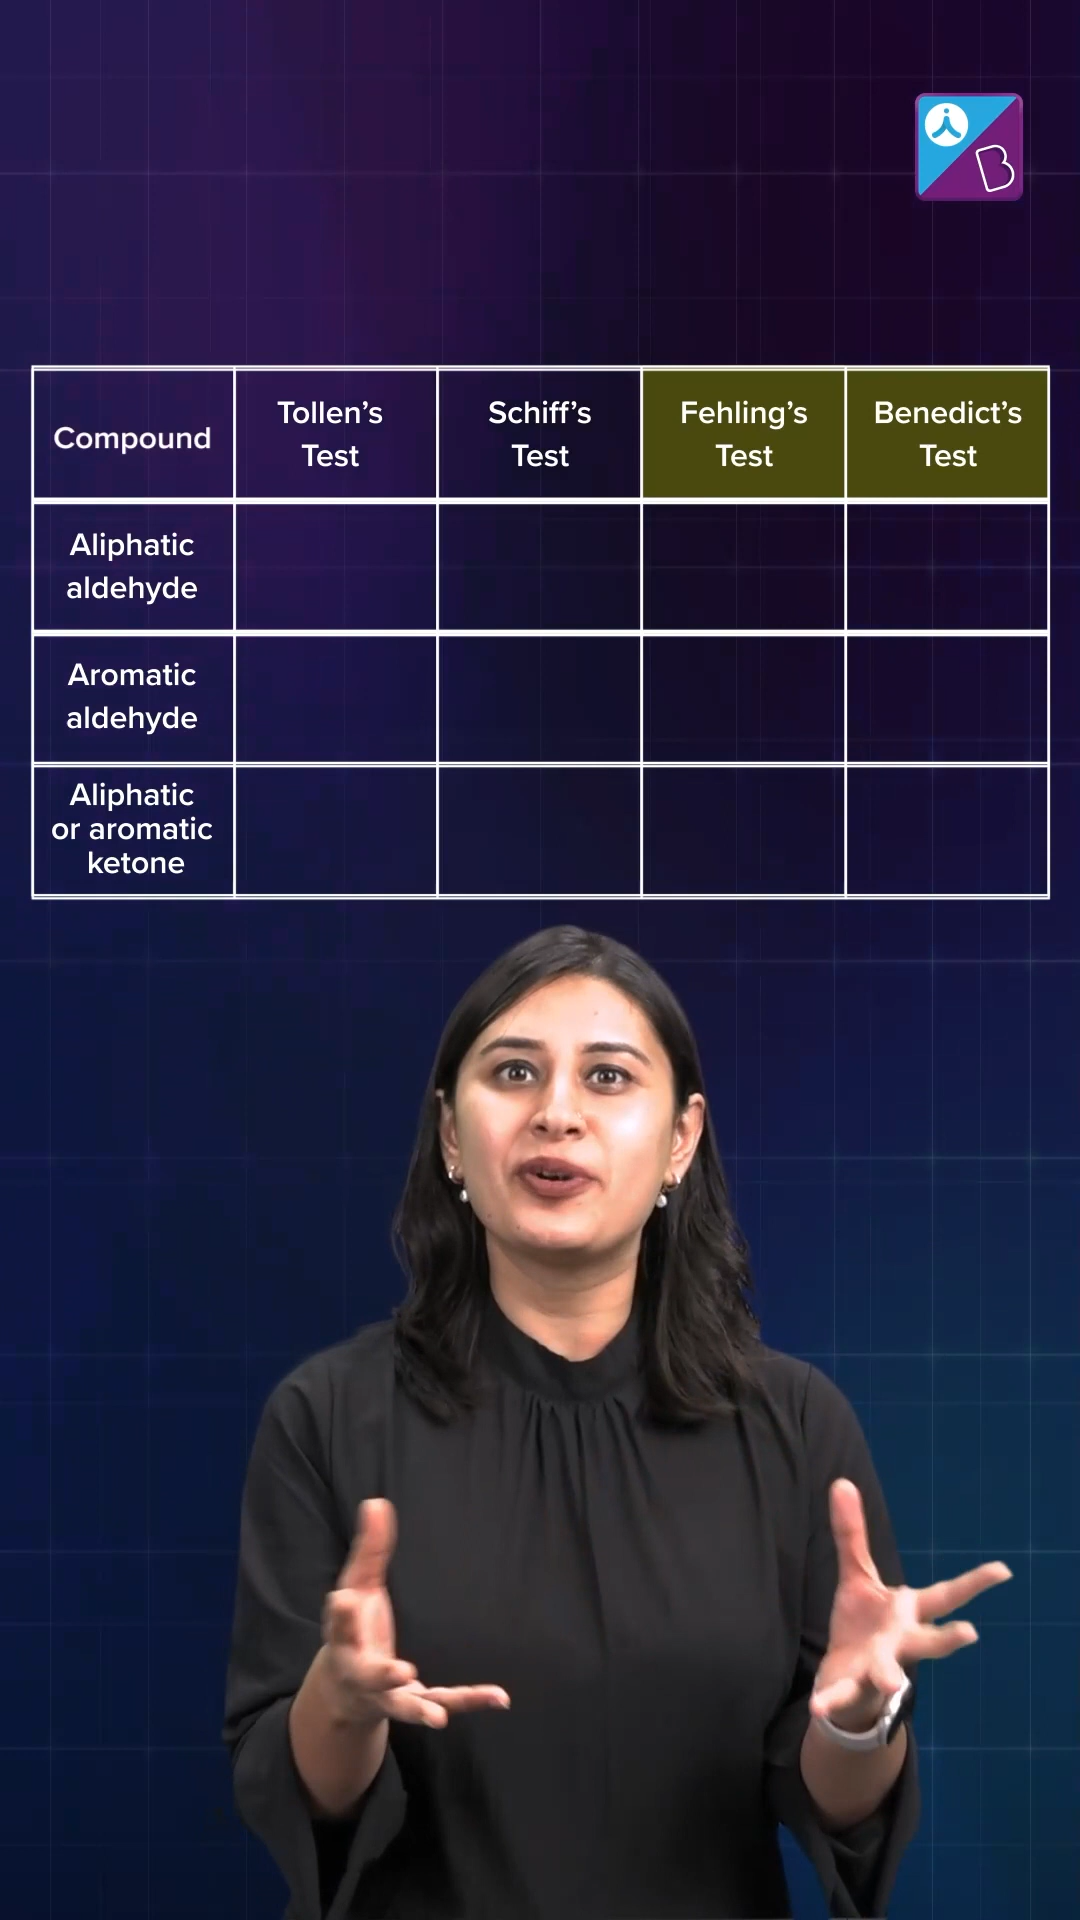 Compound
Tollen's
Test
Schiff's
Test
Fehling's
Test
Benedict's
Test
Aliphatic
aldehyde
Aromatic
aldehyde
Aliphatic
or aromatic
ketone
B